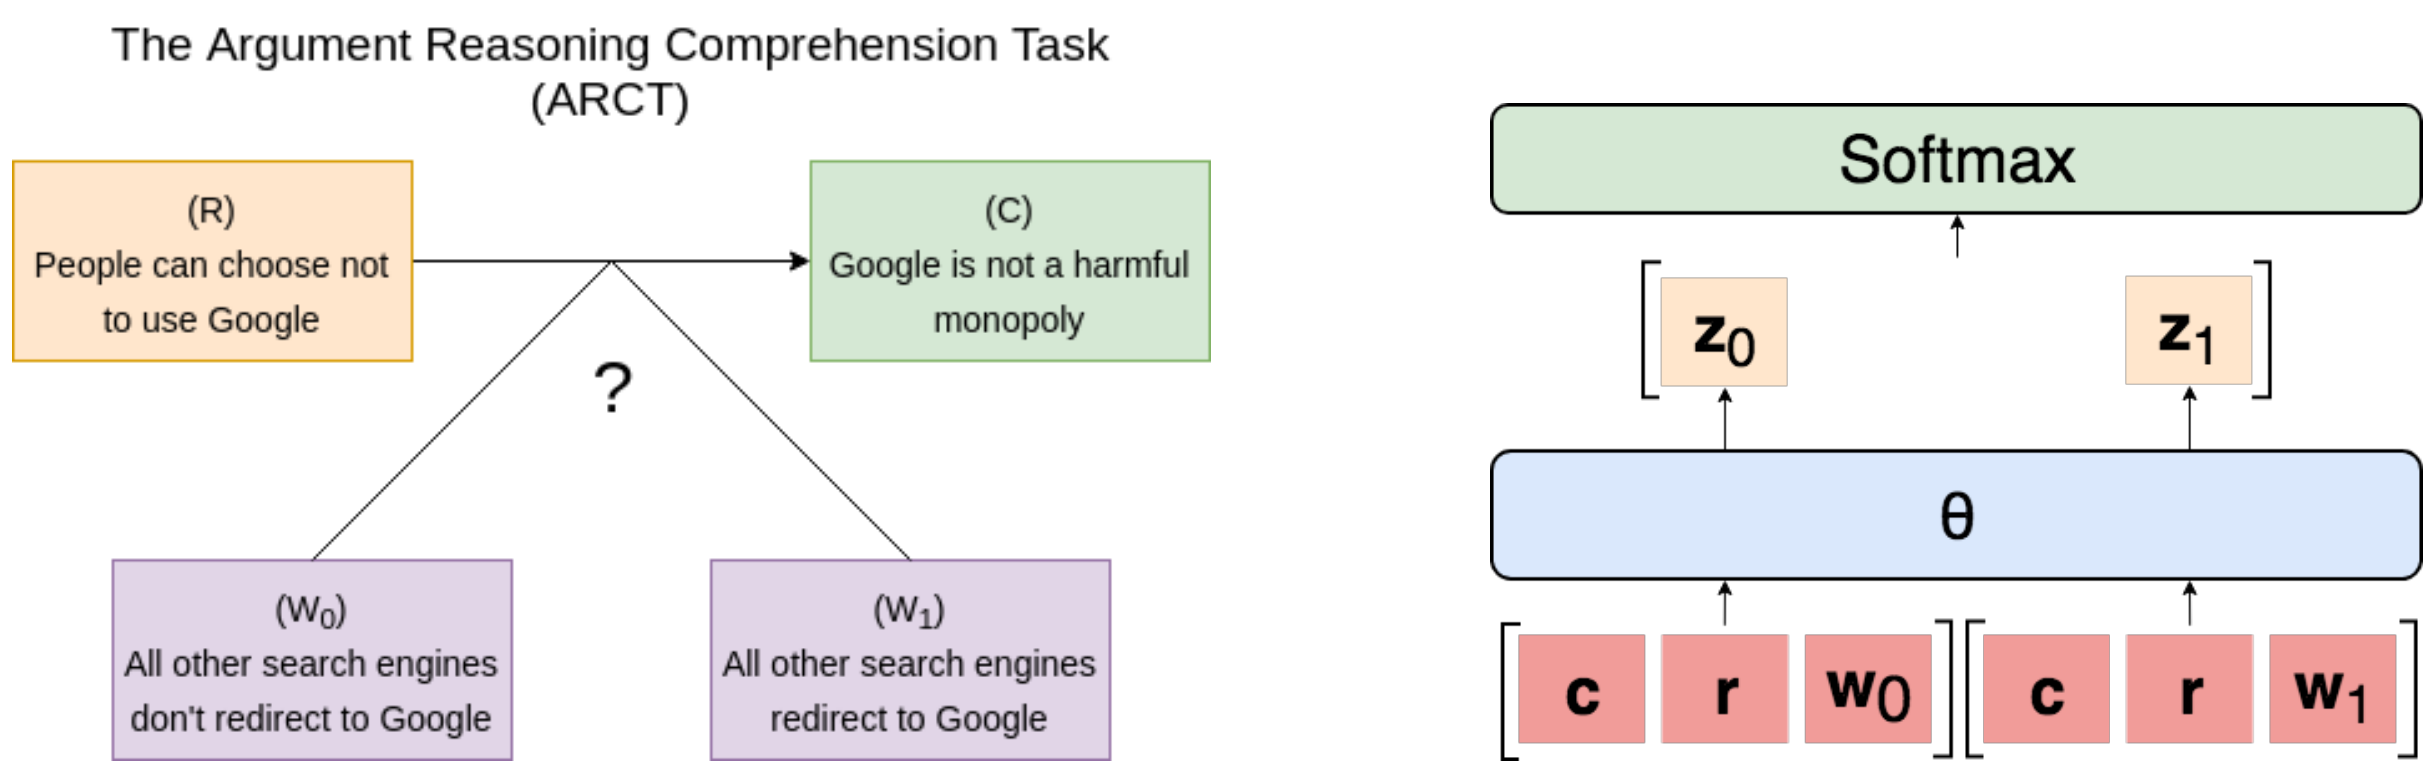 The Argument Reasoning Comprehension Task
(ARCT)
(R)
People can choose not
to use Google
(C)
Google is not a harmful
monopoly
?
(W₀)
All other search engines
don't redirect to Google
(W₁)
All other search engines
redirect to Google
Softmax
z₀ z₁
θ
c r w₀ c r w₁